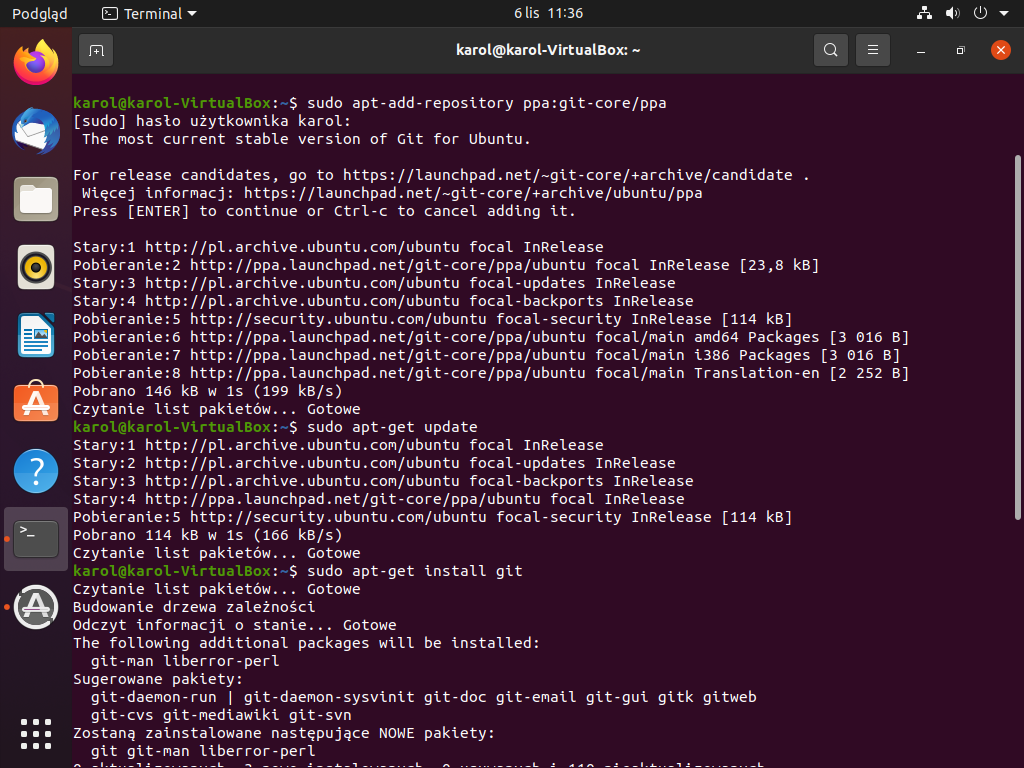 Podgląd
Terminal
6 lis 11:36
karol@karol-VirtualBox: ~
karol@karol-VirtualBox:~$ sudo apt-add-repository ppa:git-core/ppa
[sudo] hasło użytkownika karol:
The most current stable version of Git for Ubuntu.
For release candidates, go to https://launchpad.net/~git-core/+archive/candidate .
Więcej informacj: https://launchpad.net/~git-core/+archive/ubuntu/ppa
Press [ENTER] to continue or Ctrl-c to cancel adding it.
Stary:1 http://pl.archive.ubuntu.com/ubuntu focal InRelease
Pobieranie:2 http://ppa.launchpad.net/git-core/ppa/ubuntu focal InRelease [23,8 kB]
Stary:3 http://pl.archive.ubuntu.com/ubuntu focal-updates InRelease
Stary:4 http://pl.archive.ubuntu.com/ubuntu focal-backports InRelease
Pobieranie:5 http://security.ubuntu.com/ubuntu focal-security InRelease [114 kB]
Pobieranie:6 http://ppa.launchpad.net/git-core/ppa/ubuntu focal/main amd64 Packages [3 016 B]
Pobieranie:7 http://ppa.launchpad.net/git-core/ppa/ubuntu focal/main i386 Packages [3 016 B]
Pobieranie:8 http://ppa.launchpad.net/git-core/ppa/ubuntu focal/main Translation-en [2 252 B]
Pobrano 146 kB w 1s (199 kB/s)
Czytanie list pakietów... Gotowe
karol@karol-VirtualBox:~$ sudo apt-get update
Stary:1 http://pl.archive.ubuntu.com/ubuntu focal InRelease
Stary:2 http://pl.archive.ubuntu.com/ubuntu focal-updates InRelease
Stary:3 http://pl.archive.ubuntu.com/ubuntu focal-backports InRelease
Stary:4 http://ppa.launchpad.net/git-core/ppa/ubuntu focal InRelease
Pobieranie:5 http://security.ubuntu.com/ubuntu focal-security InRelease [114 kB]
Pobrano 114 kB w 1s (166 kB/s)
Czytanie list pakietów... Gotowe
karol@karol-VirtualBox:~$ sudo apt-get install git
Czytanie list pakietów... Gotowe
Budowanie drzewa zależności
Odczyt informacji o stanie... Gotowe
The following additional packages will be installed:
git-man liberror-perl
Sugerowane pakiety:
git-daemon-run | git-daemon-sysvinit git-doc git-email git-gui gitk gitweb
git-cvs git-mediawiki git-svn
Zostaną zainstalowane następujące NOWE pakiety:
git git-man liberror-perl